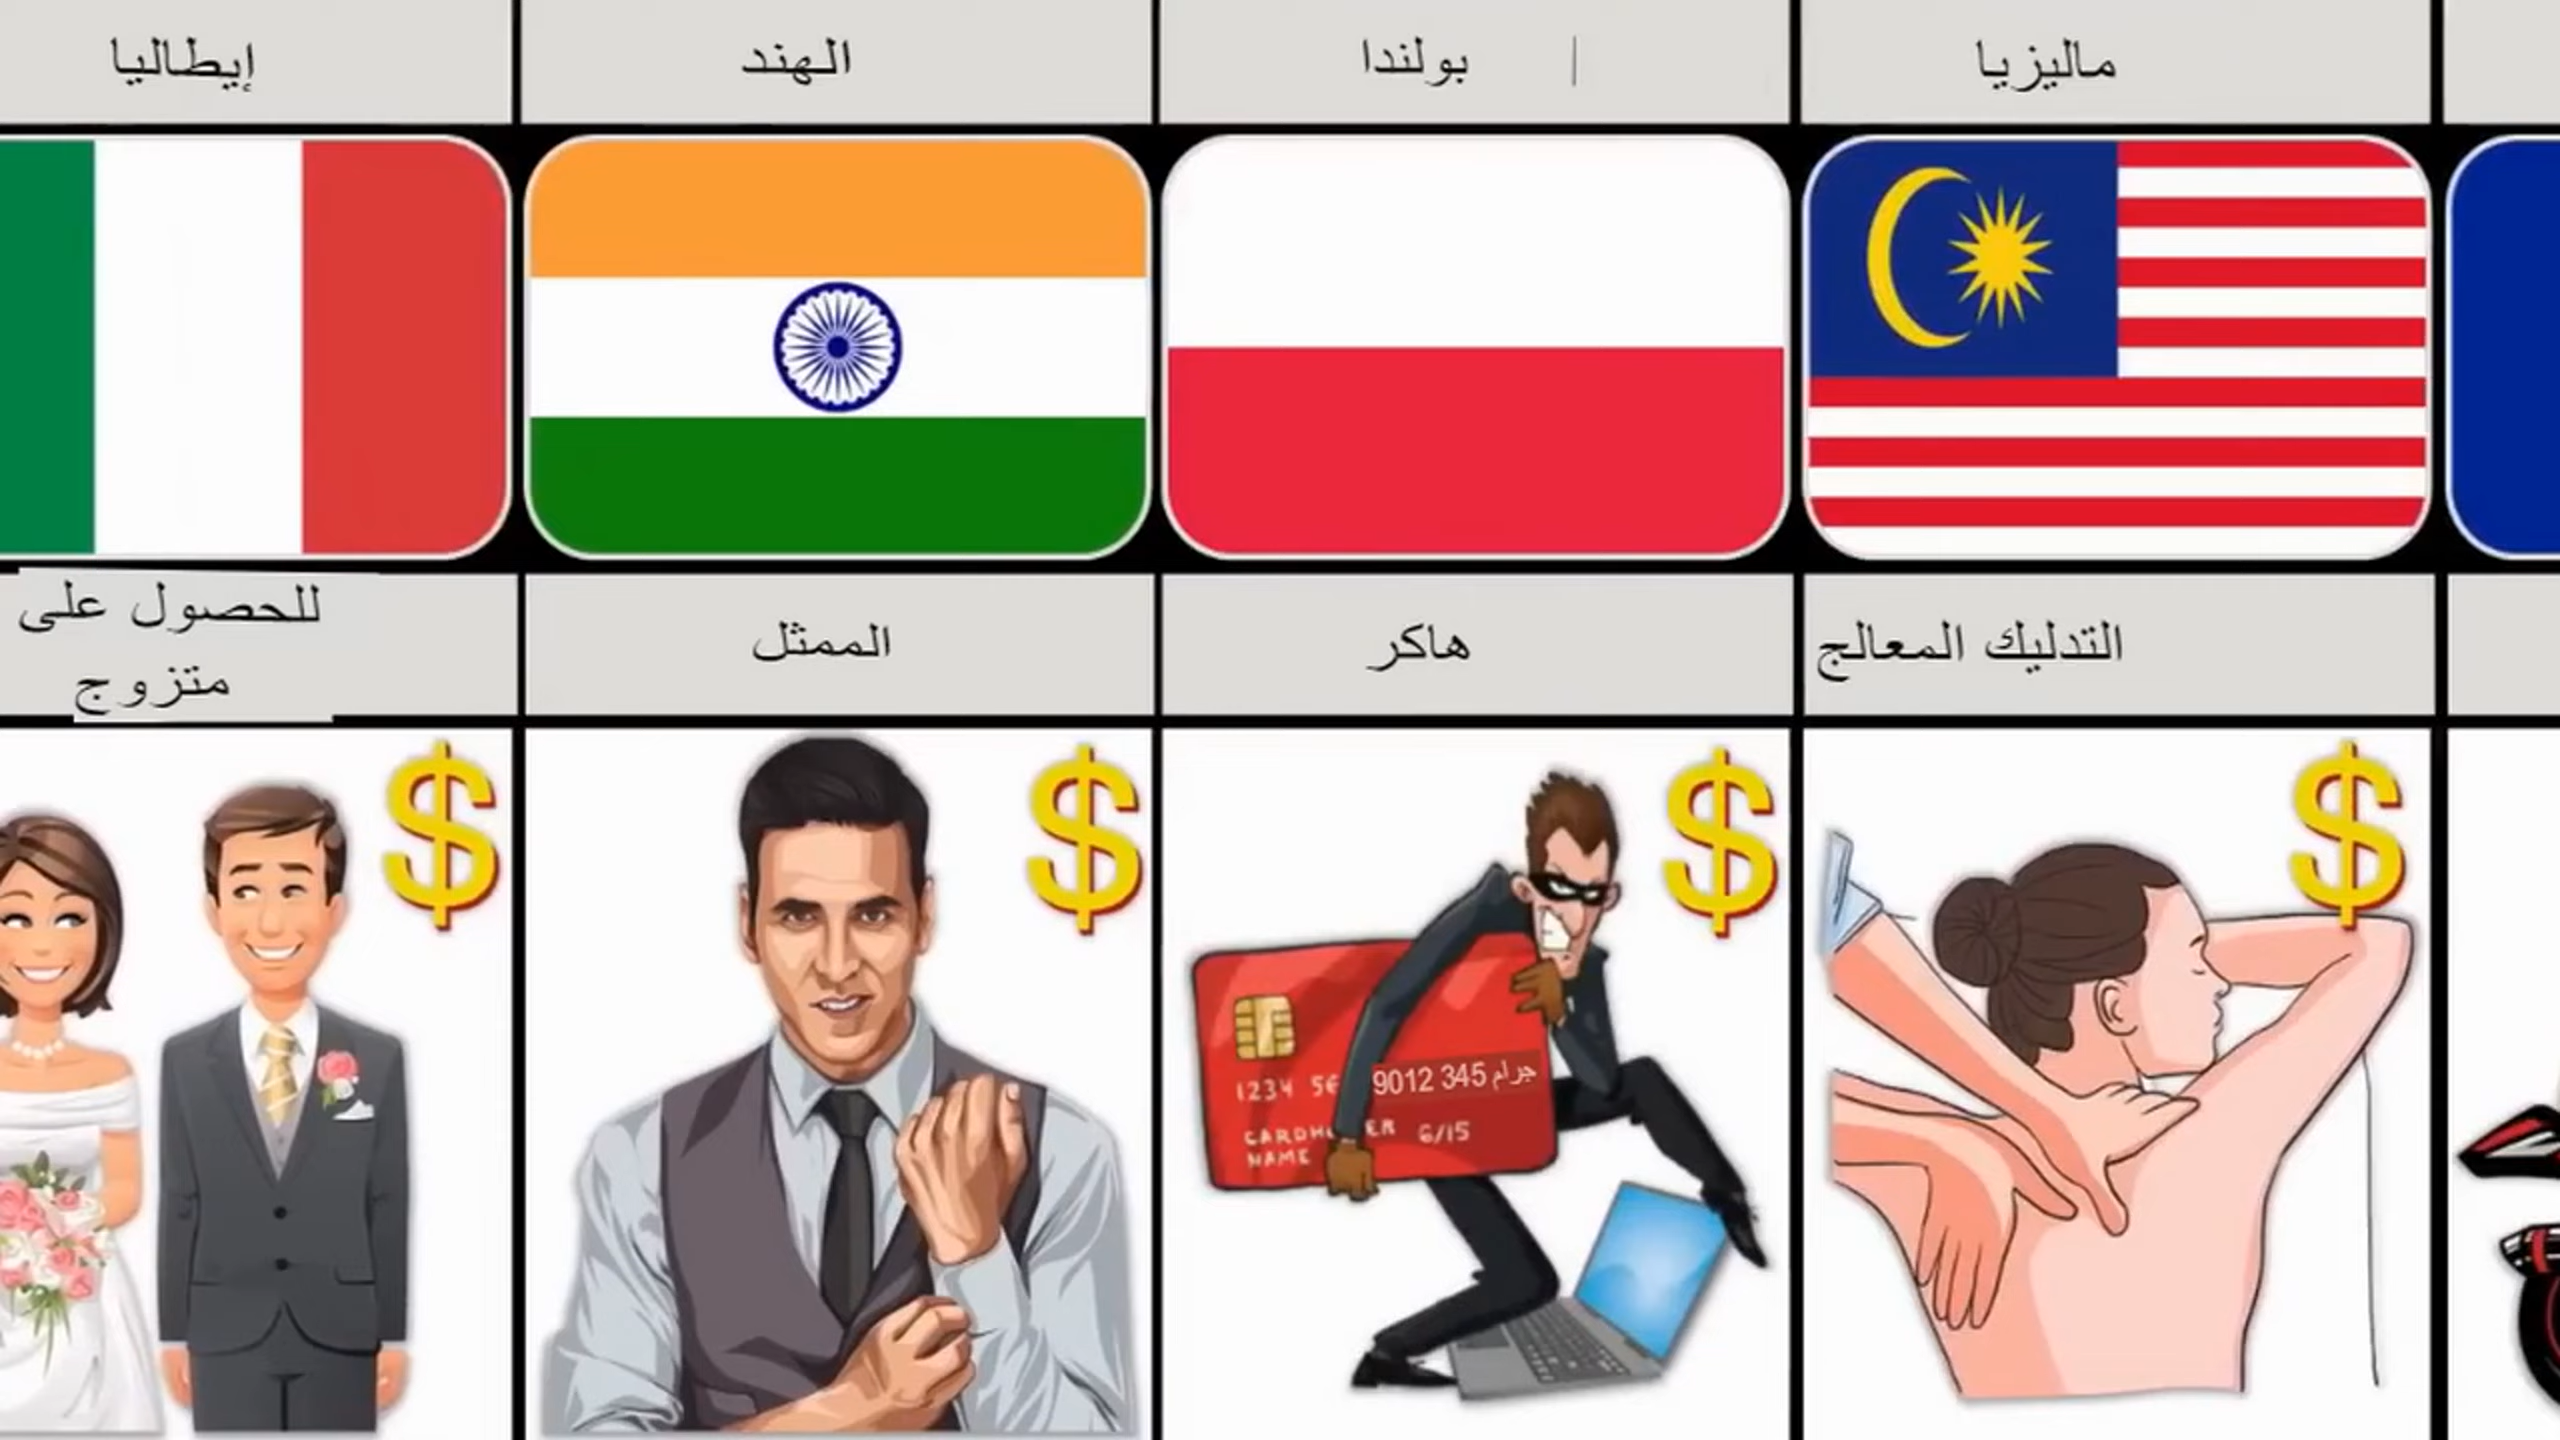 إيطاليا
الهند
بولندا |
ماليزيا
للحصول على
متزوج
الممثل
هاكر
التدليك المعالج
$
$
$
$
1234 56 9012 345 جرام
CARDH ER 6/15
NAME